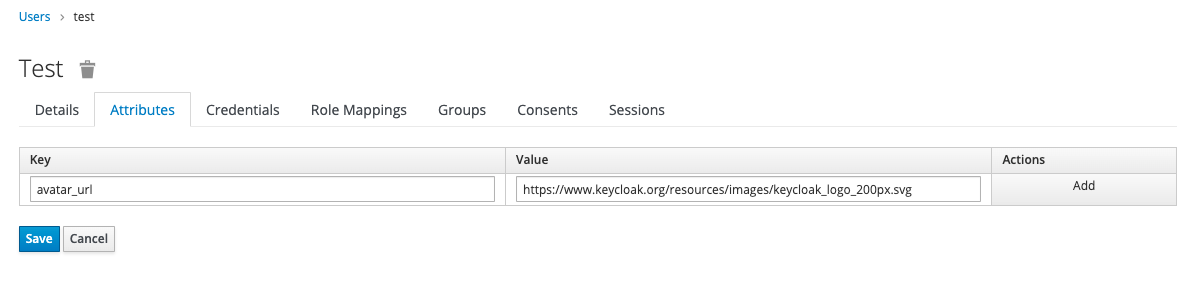 Users › test
Test
Details Attributes Credentials Role Mappings Groups Consents Sessions
Key Value Actions
avatar_url https://www.keycloak.org/resources/images/keycloak_logo_200px.svg Add
Save Cancel